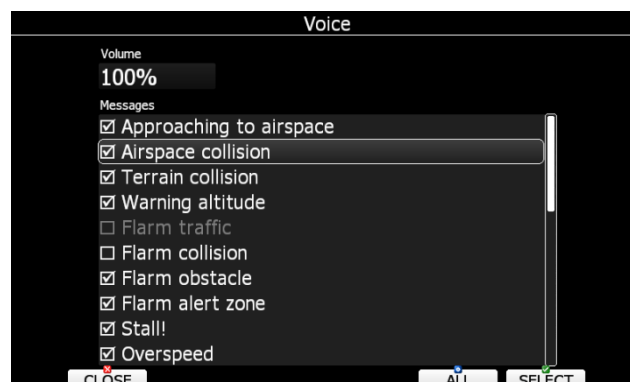 Voice
Volume
100%
Messages
Approaching to airspace
Airspace collision
Terrain collision
Warning altitude
Flarm traffic
Flarm collision
Flarm obstacle
Flarm alert zone
Stall!
Overspeed
CLOSE ALL SELECT